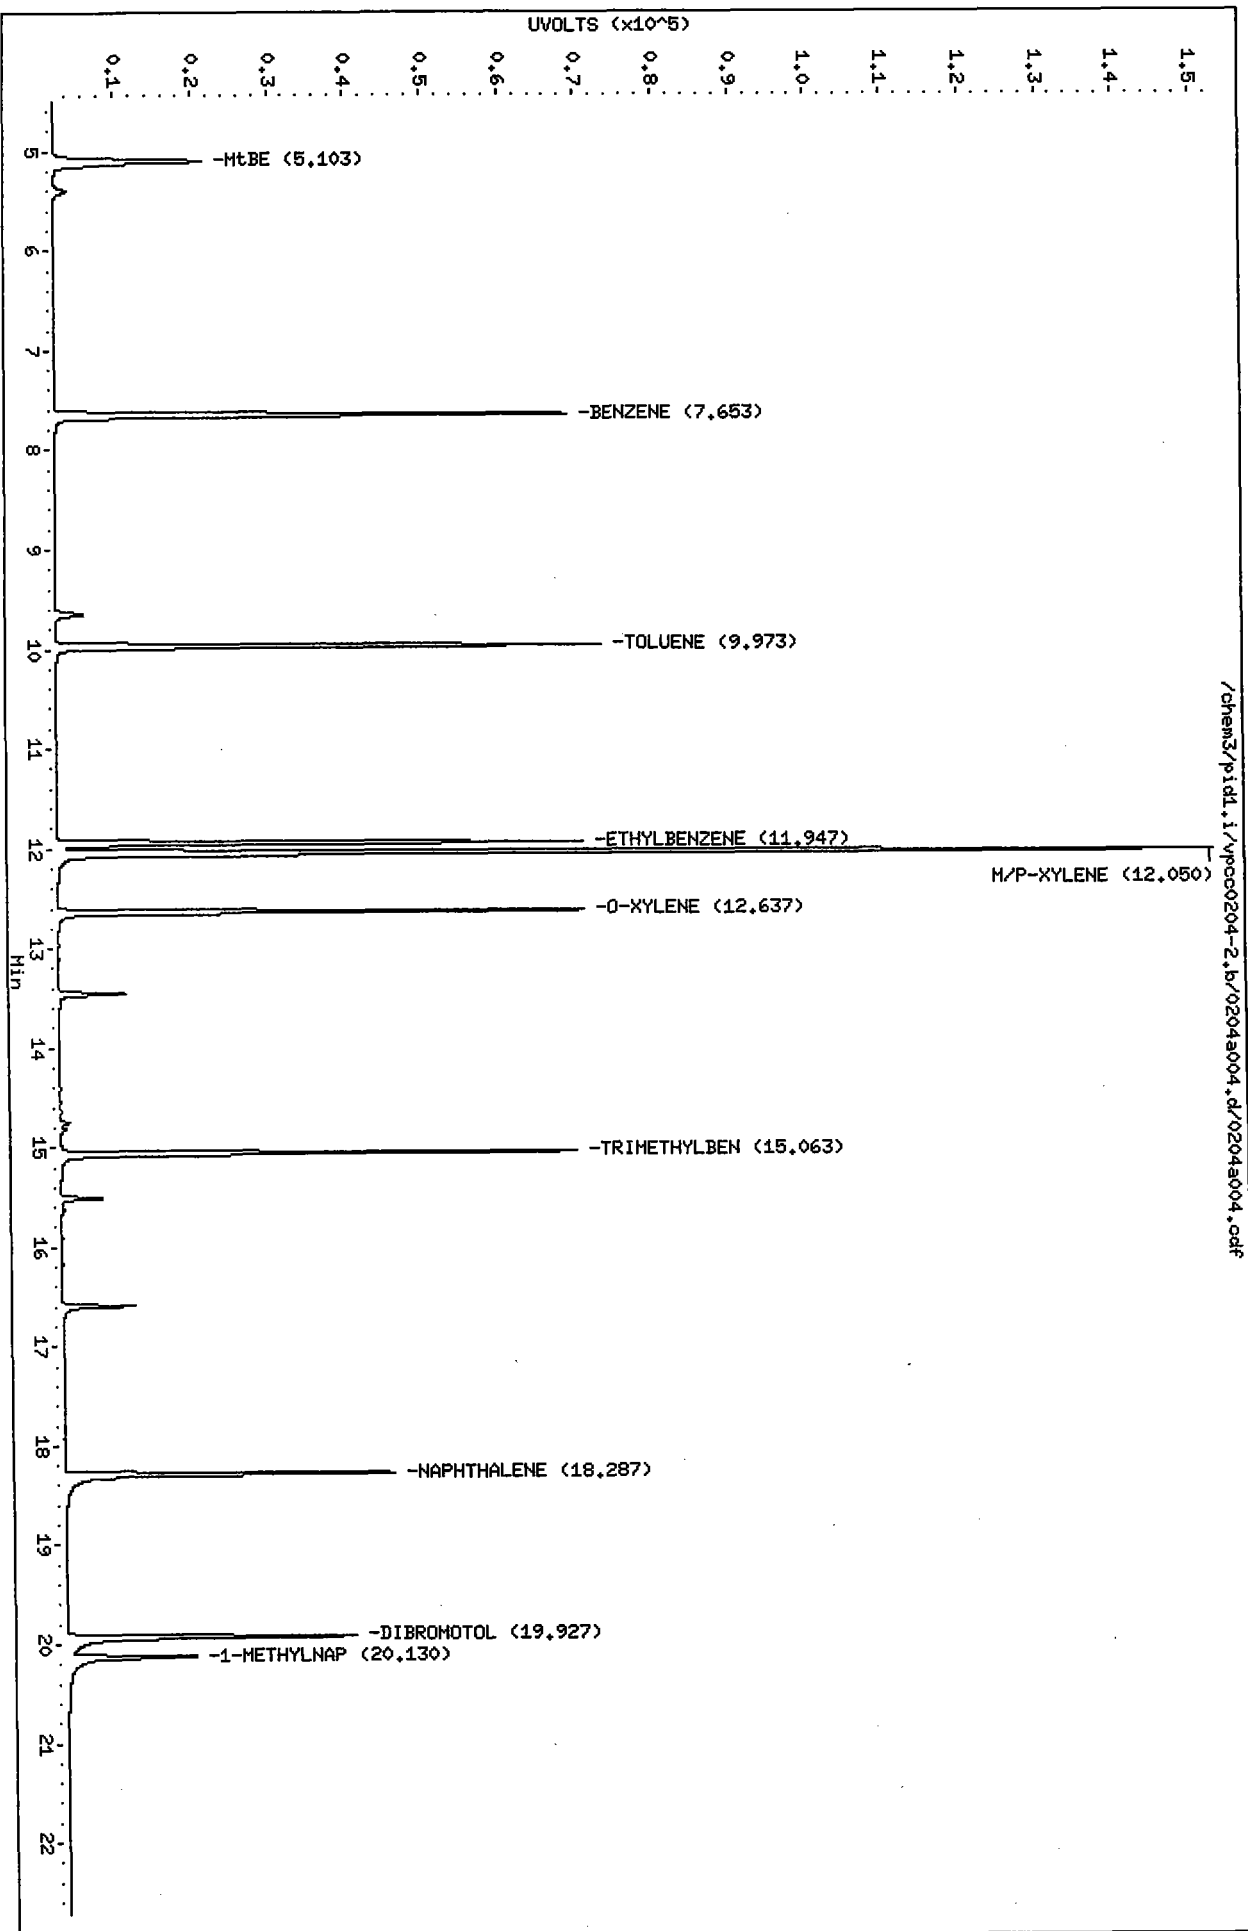 /chem3/pid1.i/vpcc0204-2.b/0204a004.d/0204a004.cdf
UVOLTS (x10^5)
1.5
1.4
1.3
1.2
1.1
1.0
0.9
0.8
0.7
0.6
0.5
0.4
0.3
0.2
0.1
-MtBE (5.103)
-BENZENE (7.653)
-TOLUENE (9.973)
-ETHYLBENZENE (11.947)
M/P-XYLENE (12.050)
-O-XYLENE (12.637)
-TRIMETHYLBEN (15.063)
-NAPHTHALENE (18.287)
-DIBROMOTOL (19.927)
-1-METHYLNAP (20.130)
5
6
7
8
9
10
11
12
13
14
15
16
17
18
19
20
21
22
Min